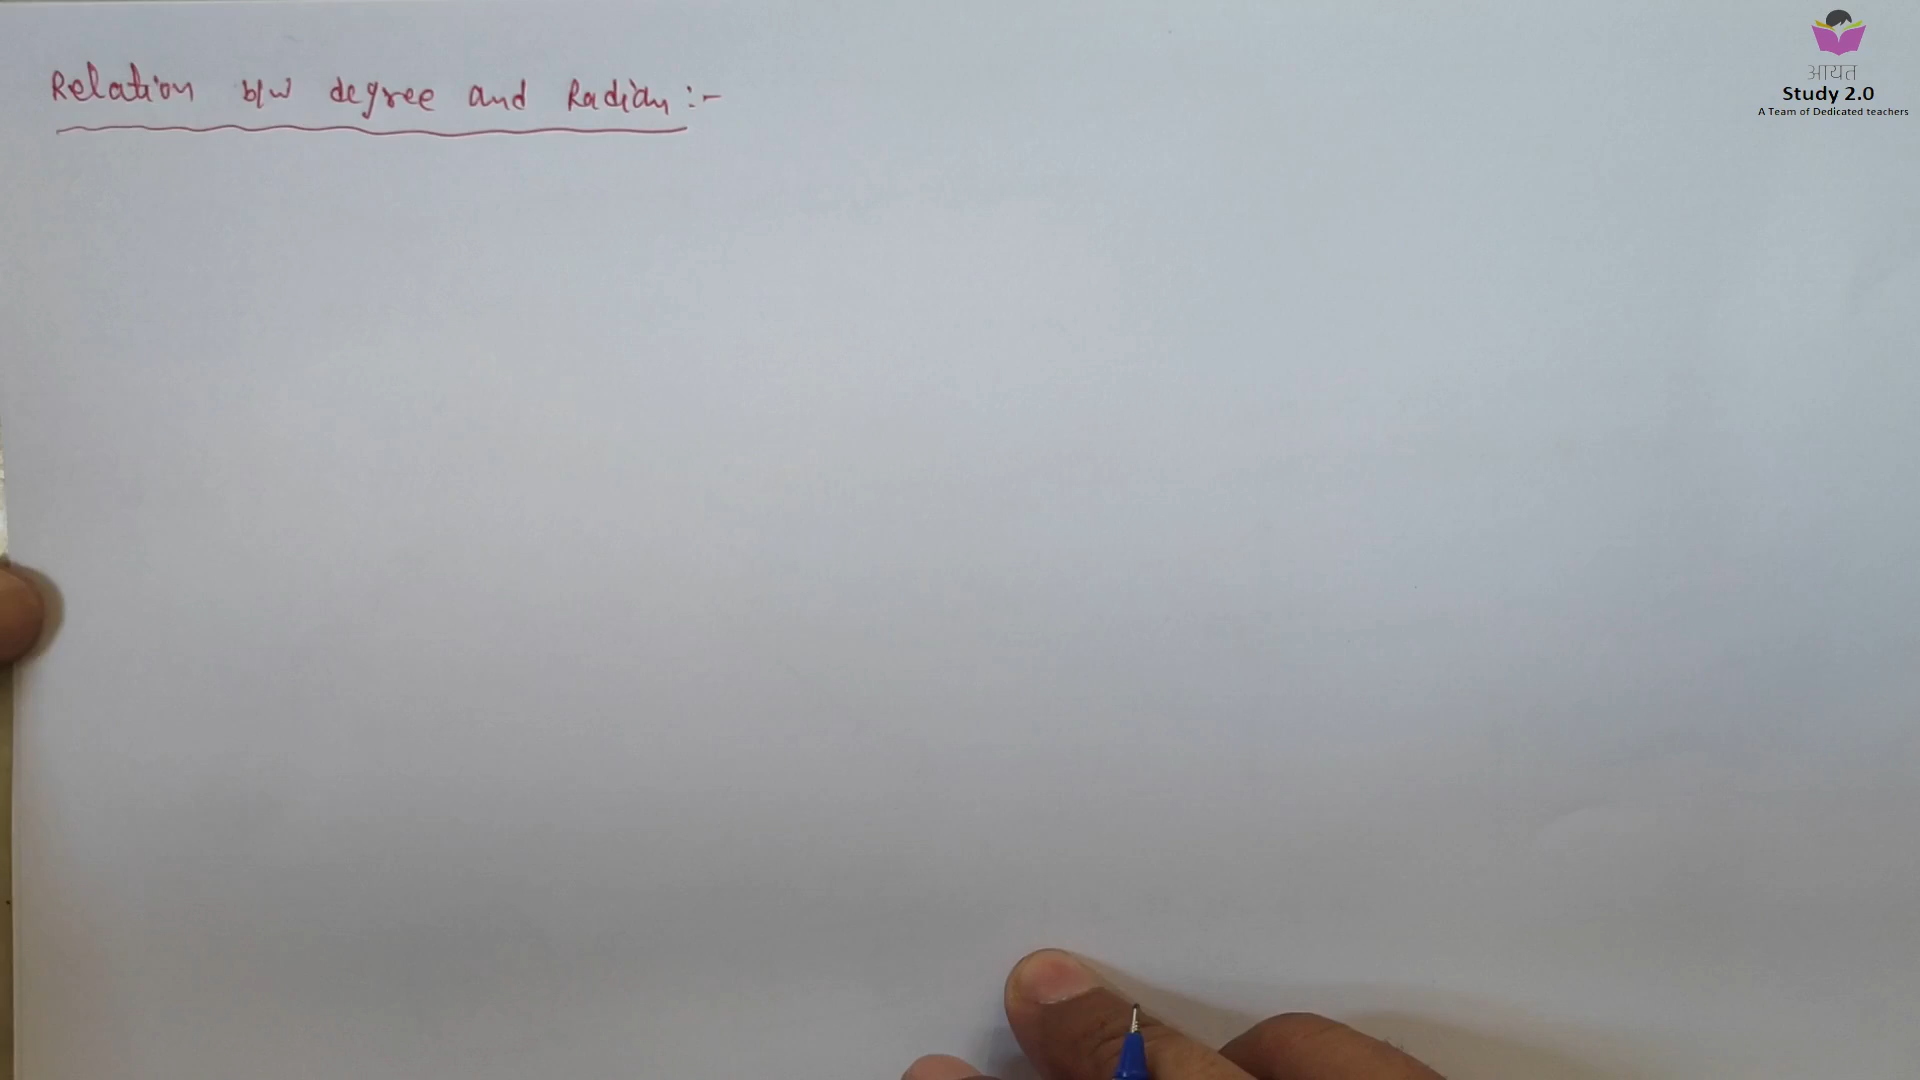 Relation b/w degree and Radian :-
आयत
Study 2.0
A Team of Dedicated teachers